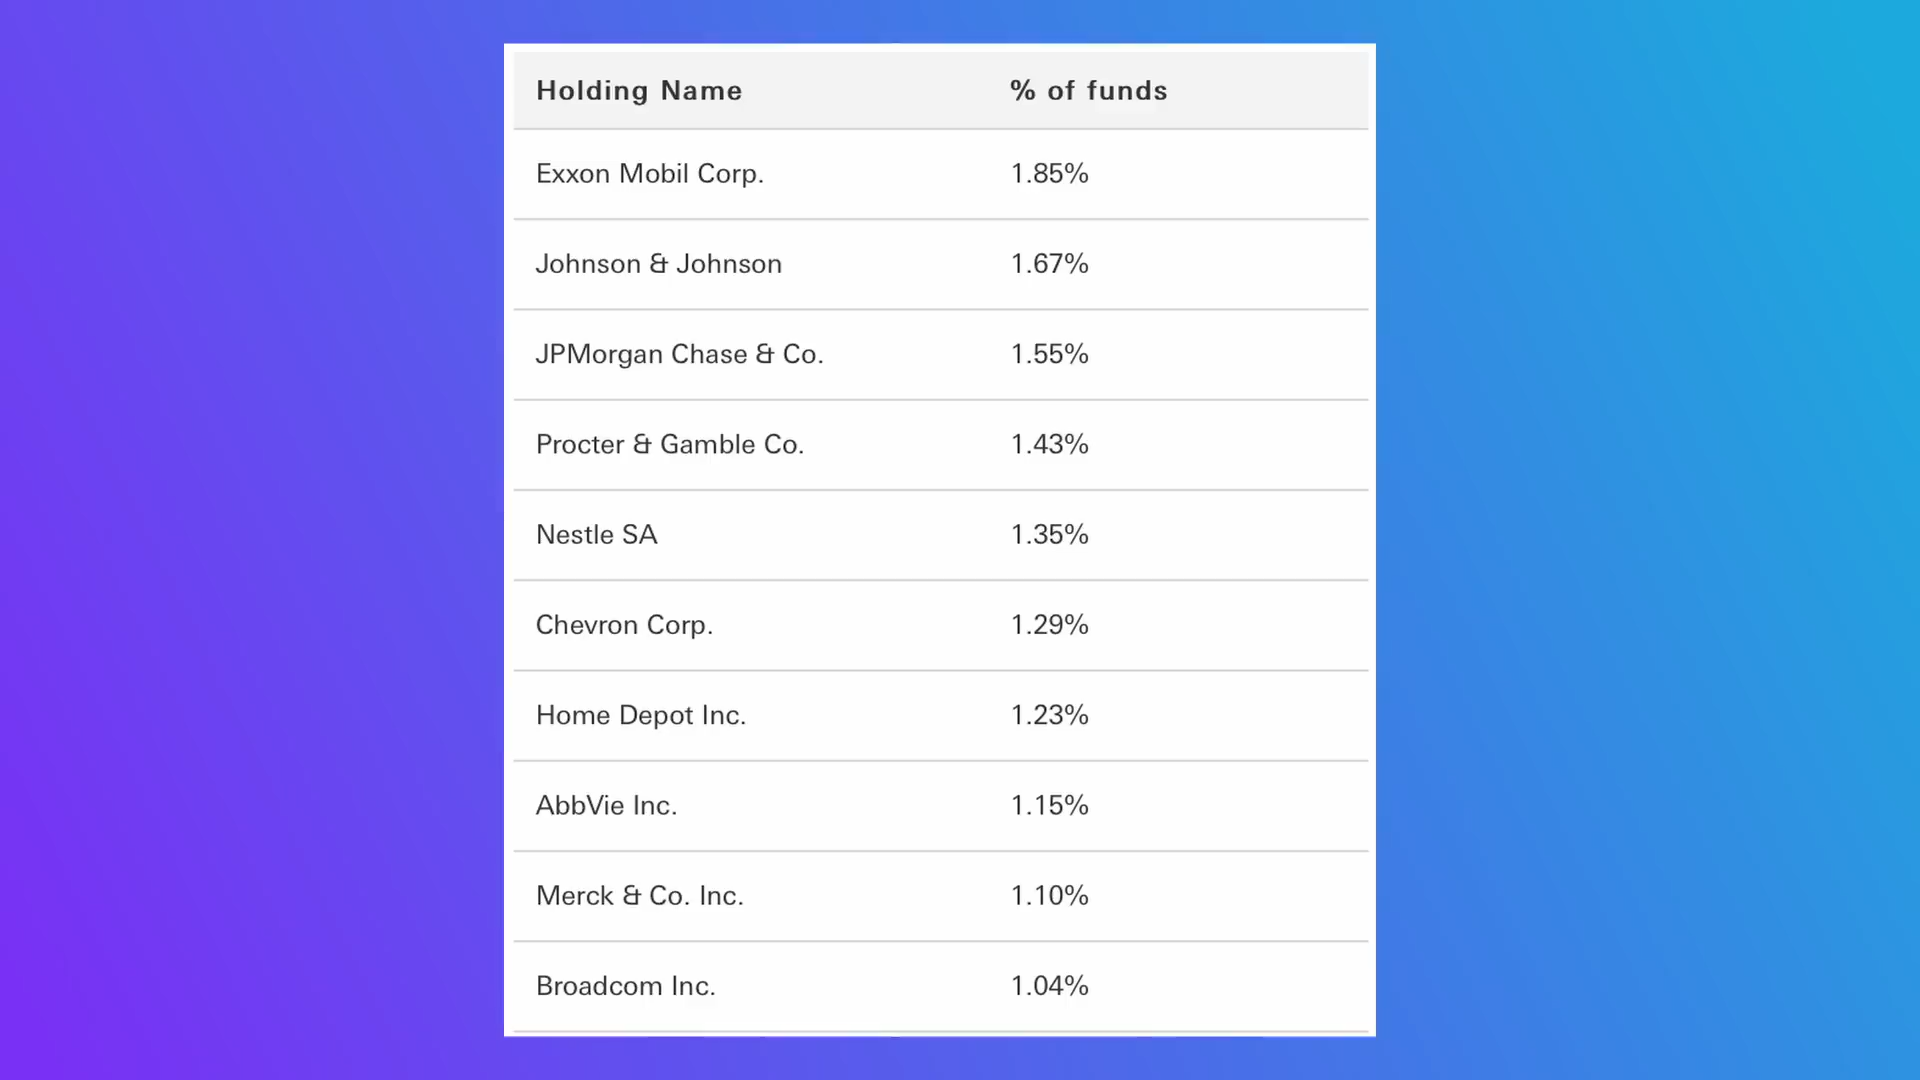 Holding Name % of funds
Exxon Mobil Corp. 1.85%
Johnson & Johnson 1.67%
JPMorgan Chase & Co. 1.55%
Procter & Gamble Co. 1.43%
Nestle SA 1.35%
Chevron Corp. 1.29%
Home Depot Inc. 1.23%
AbbVie Inc. 1.15%
Merck & Co. Inc. 1.10%
Broadcom Inc. 1.04%